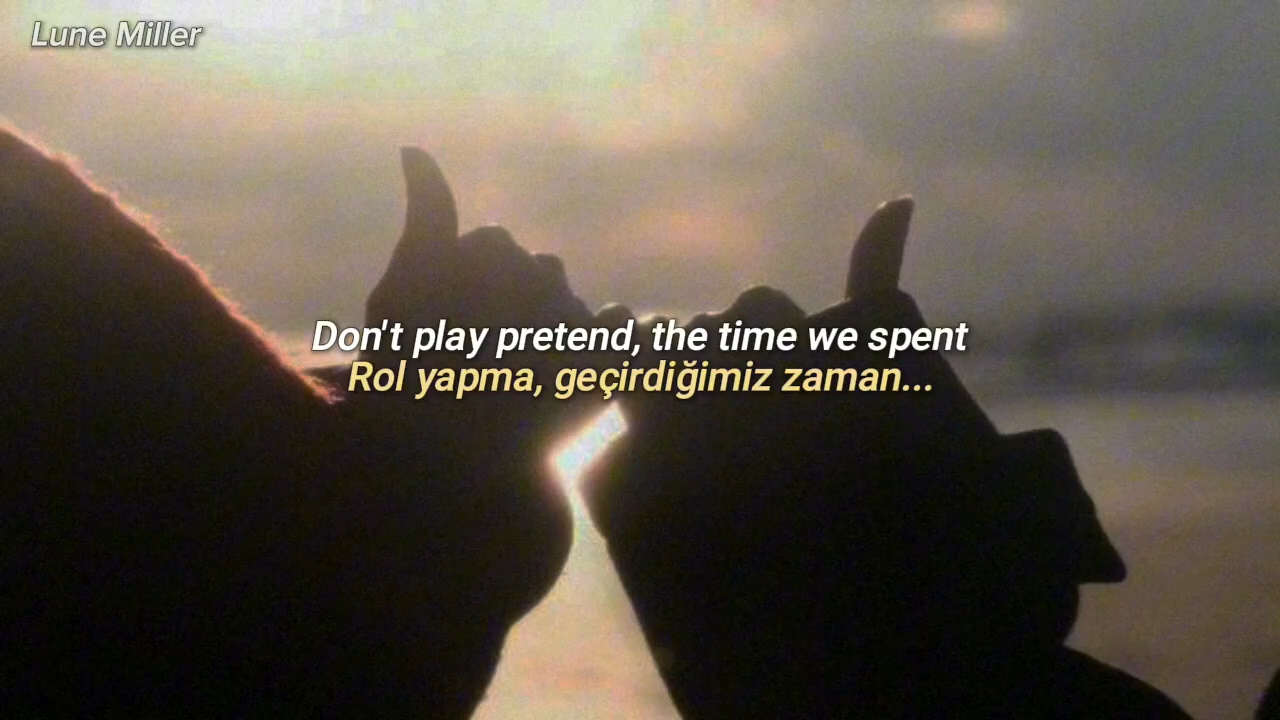 Lune Miller
Don't play pretend, the time we spent
Rol yapma, geçirdiğimiz zaman...